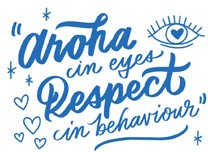 "aroha
in eyes
Respect
in behaviour"